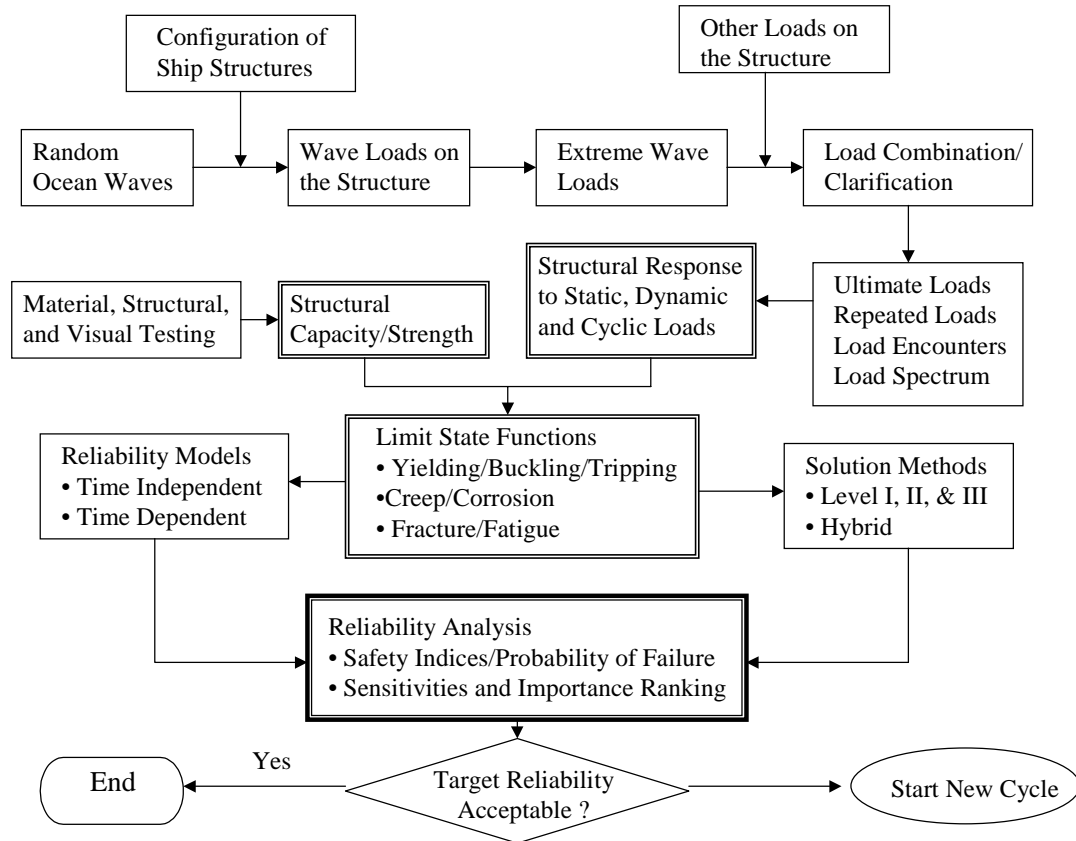 Configuration of
Ship Structures
Other Loads on
the Structure
Random
Ocean Waves
Wave Loads on
the Structure
Extreme Wave
Loads
Load Combination/
Clarification
Material, Structural,
and Visual Testing
Structural
Capacity/Strength
Structural Response
to Static, Dynamic
and Cyclic Loads
Ultimate Loads
Repeated Loads
Load Encounters
Load Spectrum
Reliability Models
• Time Independent
• Time Dependent
Limit State Functions
• Yielding/Buckling/Tripping
•Creep/Corrosion
• Fracture/Fatigue
Solution Methods
• Level I, II, & III
• Hybrid
Reliability Analysis
• Safety Indices/Probability of Failure
• Sensitivities and Importance Ranking
End
Yes
Target Reliability
Acceptable ?
Start New Cycle